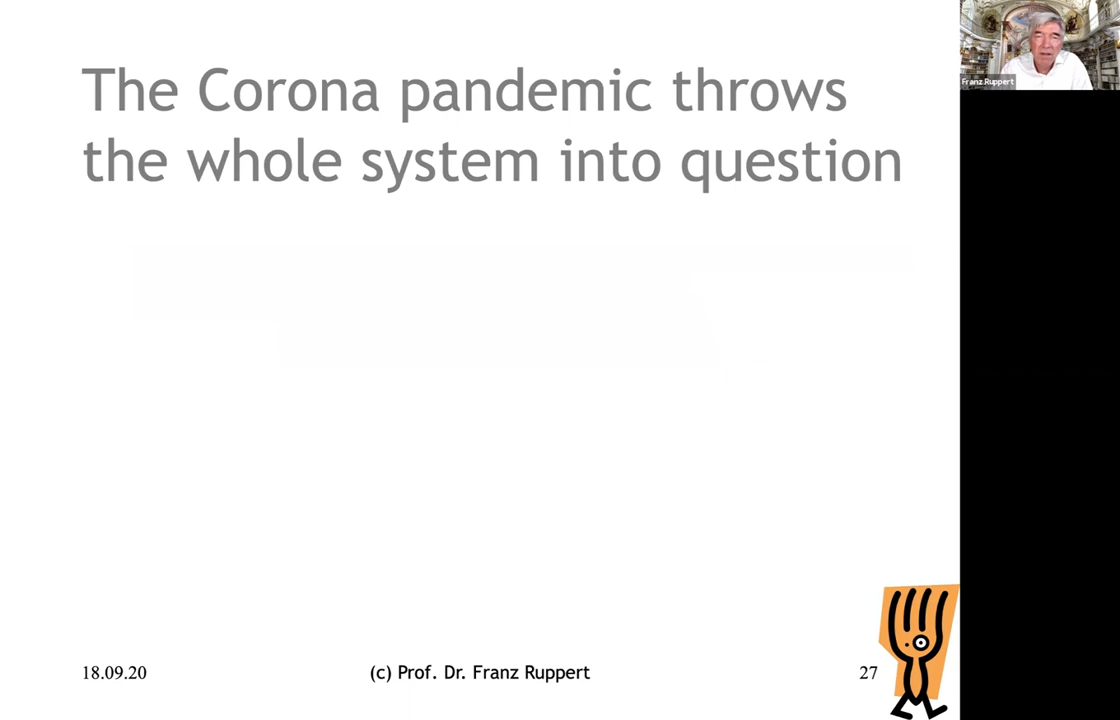 The Corona pandemic throws
the whole system into question
Franz Ruppert
18.09.20
(c) Prof. Dr. Franz Ruppert
27